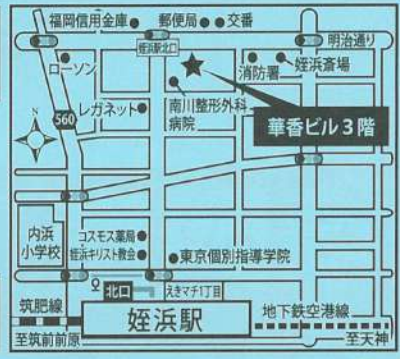 福岡信用金庫
郵便局
交番
明治通り
姪浜駅北口
ローソン
消防署
姪浜斎場
N
レガネット
南川整形外科
病院
560
華香ビル3階
内浜
小学校
コスモス薬局
姪浜キリスト教会
東京個別指導学院
北口
えきマチ1丁目
筑肥線
姪浜駅
地下鉄空港線
至筑前前原
至天神